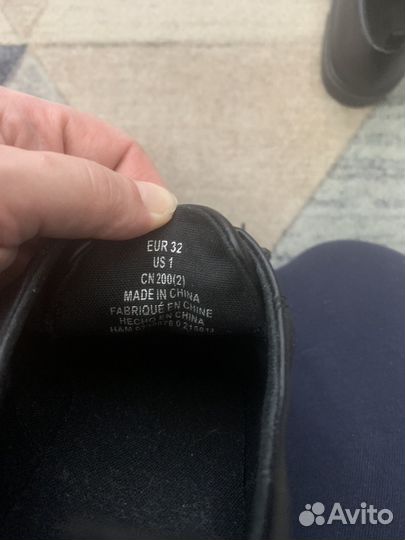 EUR 32
US 1
CN 200(2)
MADE IN CHINA
FABRIQUÉ EN CHINE
HECHO EN CHINA
H&M
Avito